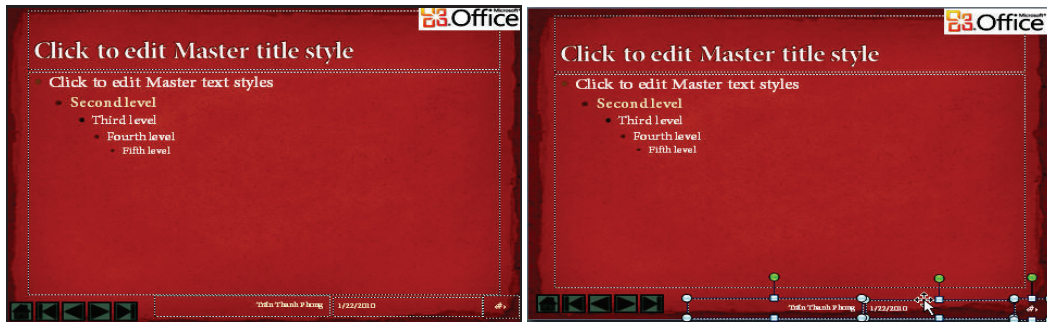 Microsoft®
Office
Click to edit Master title style
Click to edit Master text styles
Second level
Third level
Fourth level
Fifth level
Trần Thanh Phong
1/22/2010
‹#›
Microsoft®
Office
Click to edit Master title style
Click to edit Master text styles
Second level
Third level
Fourth level
Fifth level
Trần Thanh Phong
1/22/2010
‹#›